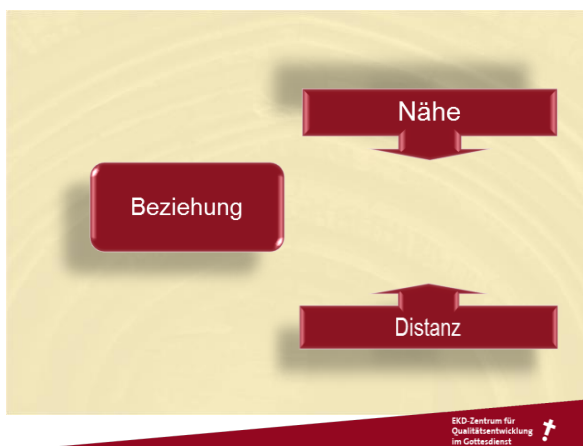 Nähe
Beziehung
Distanz
EKD-Zentrum für
Qualitätsentwicklung
im Gottesdienst